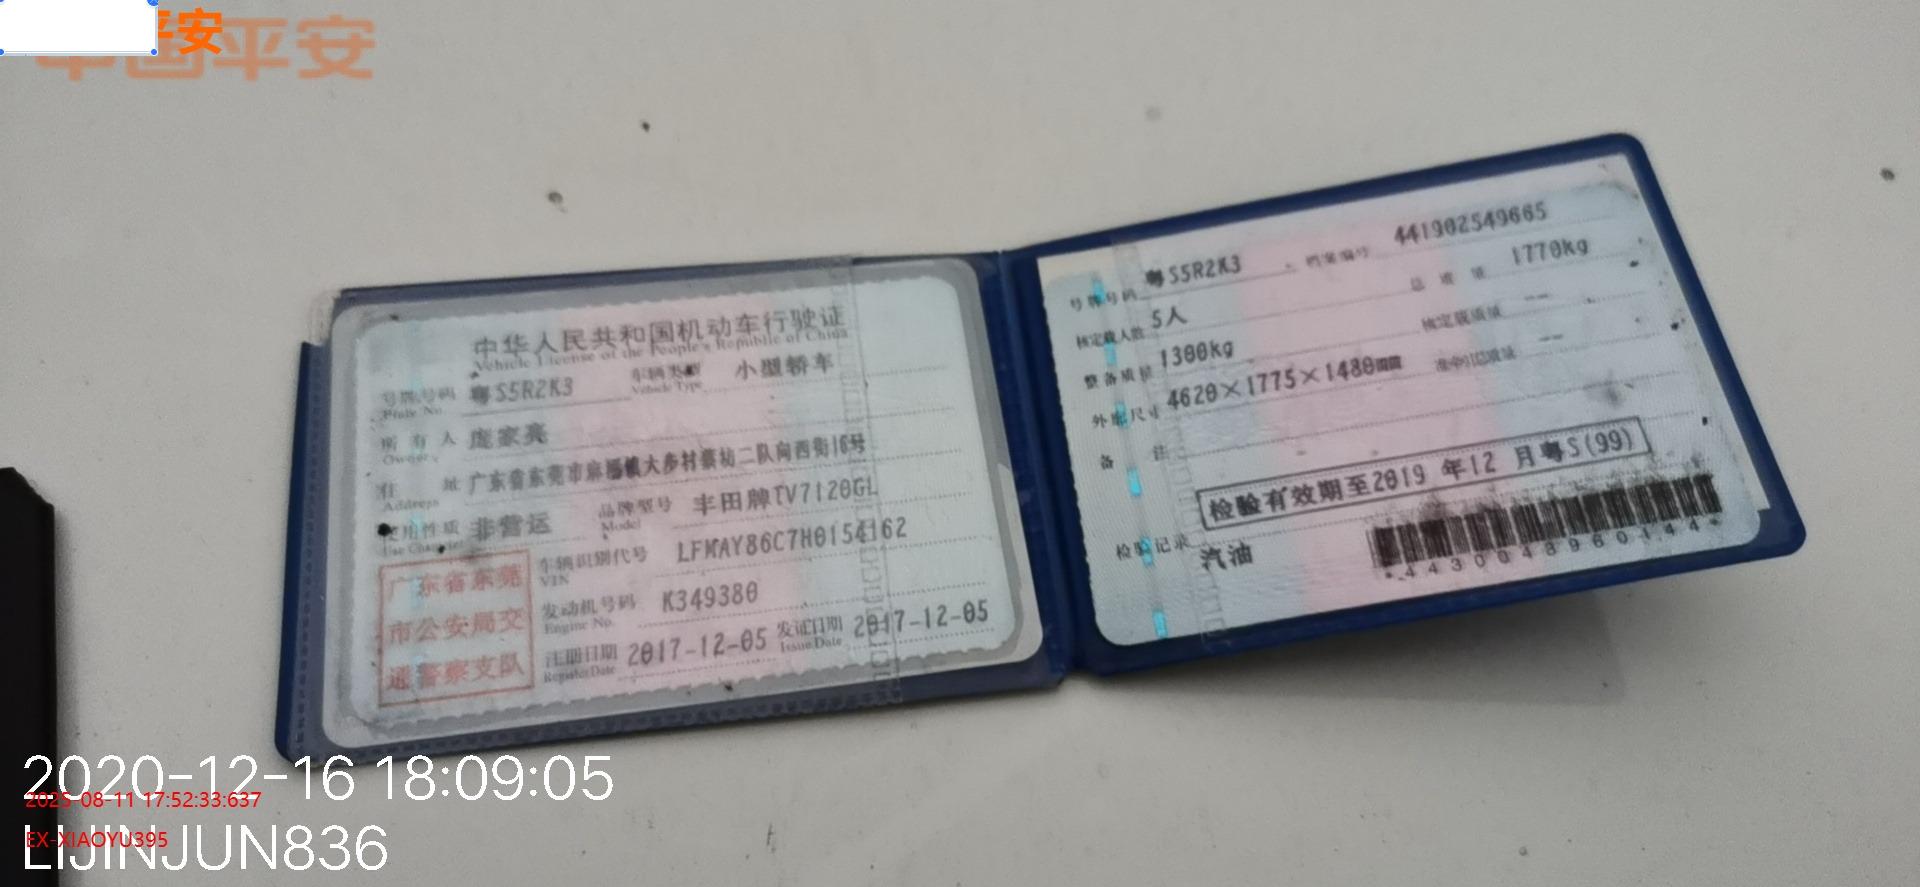 平安
中国平安
中华人民共和国机动车行驶证
Vehicle License of the People's Republic of China
号牌号码 粤S5R2K3 车辆类型 小型轿车
Plate No. Vehicle Type
所有人 庞家亮
Owner
住址 广东省东莞市麻涌镇大步村蔡幼二队向西街16号
Address
使用性质 非营运 品牌型号 丰田牌TV7120GL
Use Character Model
车辆识别代号 LFMAY86C7H0154162
VIN
发动机号码 K349380
Engine No.
注册日期 2017-12-05 发证日期 2017-12-05
Register Date Issue Date
广东省东莞
市公安局交
通警察支队
号牌号码 粤S5R2K3 档案编号 441902549665
核定载人数 5人 总质量 1770kg
整备质量 1300kg 核定载质量 --
外廓尺寸 4620×1775×1480mm 准牵引总质量 --
备注
检验有效期至2019年12月粤S(99)
检验记录
汽油
*4430043960144*
2020-12-16 18:09:05
2025-08-11 17:52:33:637
EX-XIAOYU395
LIJINJUN836